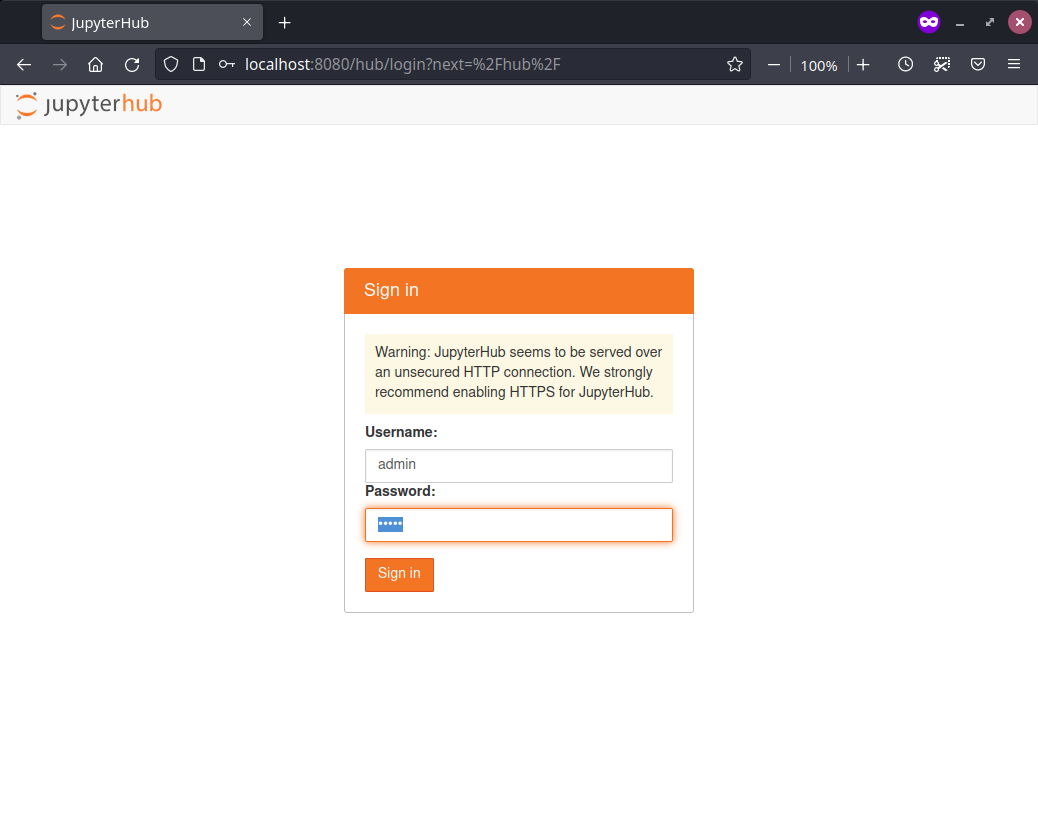 JupyterHub
localhost:8080/hub/login?next=%2Fhub%2F
100%
jupyterhub
Sign in
Warning: JupyterHub seems to be served over
an unsecured HTTP connection. We strongly
recommend enabling HTTPS for JupyterHub.
Username:
admin
Password:
•••••
Sign in